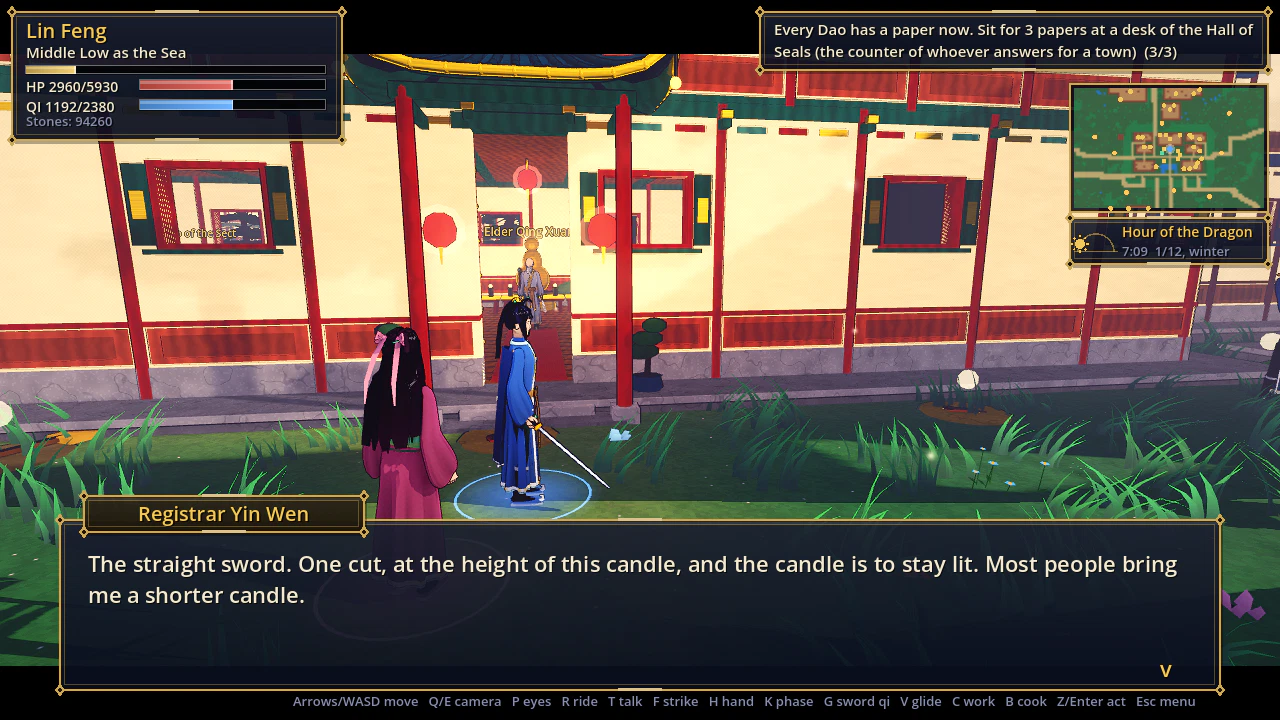 Lin Feng
Middle Low as the Sea
HP 2960/5930
QI 1192/2380
Stones: 94260
Every Dao has a paper now. Sit for 3 papers at a desk of the Hall of
Seals (the counter of whoever answers for a town) (3/3)
Hour of the Dragon
7:09 1/12, winter
of the Sect
Elder Qing Xuan
Registrar Yin Wen
The straight sword. One cut, at the height of this candle, and the candle is to stay lit. Most people bring
me a shorter candle.
V
Arrows/WASD move Q/E camera P eyes R ride T talk F strike H hand K phase G sword qi V glide C work B cook Z/Enter act Esc menu